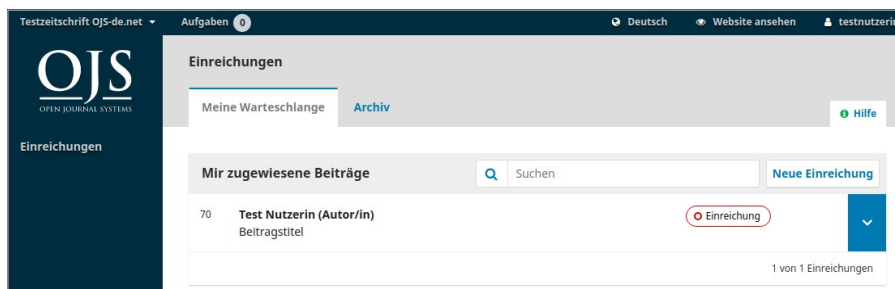 Testzeitschrift OJS-de.net Aufgaben 0 Deutsch Website ansehen testnutzerin
OJS
OPEN JOURNAL SYSTEMS
Einreichungen
Einreichungen
Meine Warteschlange Archiv
Hilfe
Mir zugewiesene Beiträge Suchen Neue Einreichung
70 Test Nutzerin (Autor/in) Einreichung
Beitragstitel
1 von 1 Einreichungen